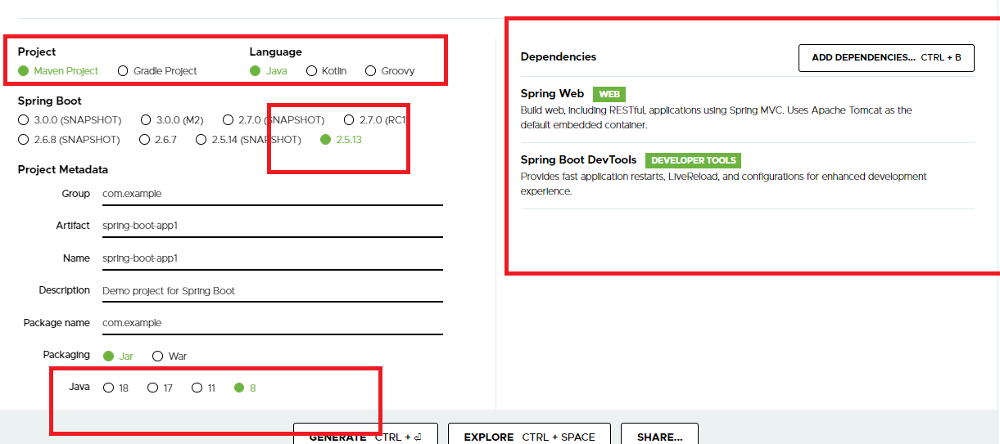 Project
Language
Maven Project Gradle Project
Java Kotlin Groovy
Spring Boot
3.0.0 (SNAPSHOT) 3.0.0 (M2) 2.7.0 (SNAPSHOT) 2.7.0 (RC1)
2.6.8 (SNAPSHOT) 2.6.7 2.5.14 (SNAPSHOT) 2.5.13
Project Metadata
Group com.example
Artifact spring-boot-app1
Name spring-boot-app1
Description Demo project for Spring Boot
Package name com.example
Packaging Jar War
Java 18 17 11 8
Dependencies
ADD DEPENDENCIES... CTRL + B
Spring Web WEB
Build web, including RESTful, applications using Spring MVC. Uses Apache Tomcat as the
default embedded container.
Spring Boot DevTools DEVELOPER TOOLS
Provides fast application restarts, LiveReload, and configurations for enhanced development
experience.
GENERATE CTRL + ⏎
EXPLORE CTRL + SPACE
SHARE...